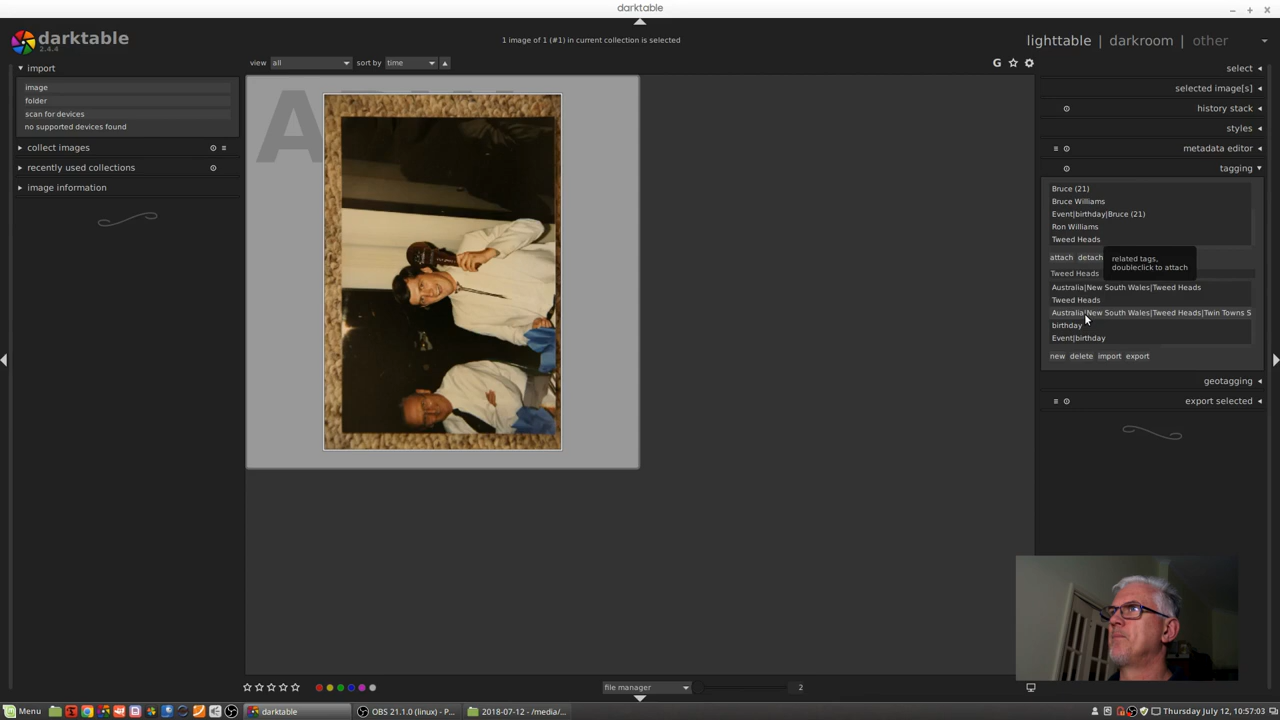 darktable
darktable
2.4.4
1 image of 1 (#1) in current collection is selected
lighttable | darkroom | other
import
view all sort by time
select
image
selected image[s]
folder
history stack
scan for devices
no supported devices found
styles
collect images
metadata editor
recently used collections
tagging
image information
Bruce (21)
Bruce Williams
Event|birthday|Bruce (21)
Ron Williams
Tweed Heads
attach detach
related tags,
doubleclick to attach
Tweed Heads
Australia|New South Wales|Tweed Heads
Tweed Heads
Australia|New South Wales|Tweed Heads|Twin Towns S
birthday
Event|birthday
new delete import export
geotagging
export selected
file manager
2
Menu
darktable
OBS 21.1.0 (linux) - P...
2018-07-12 - /media/...
Thursday July 12, 10:57:03